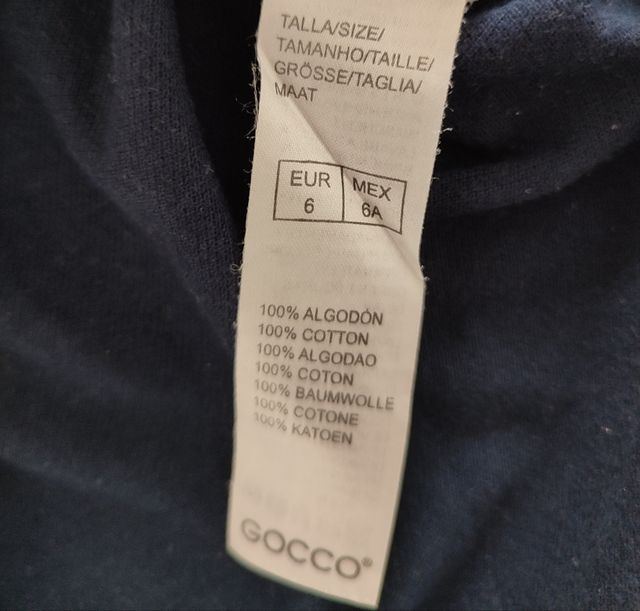 TALLA/SIZE/
TAMANHO/TAILLE/
GRÖSSE/TAGLIA/
MAAT
EUR MEX
6 6A
100% ALGODÓN
100% COTTON
100% ALGODAO
100% COTON
100% BAUMWOLLE
100% COTONE
100% KATOEN
GOCCO®